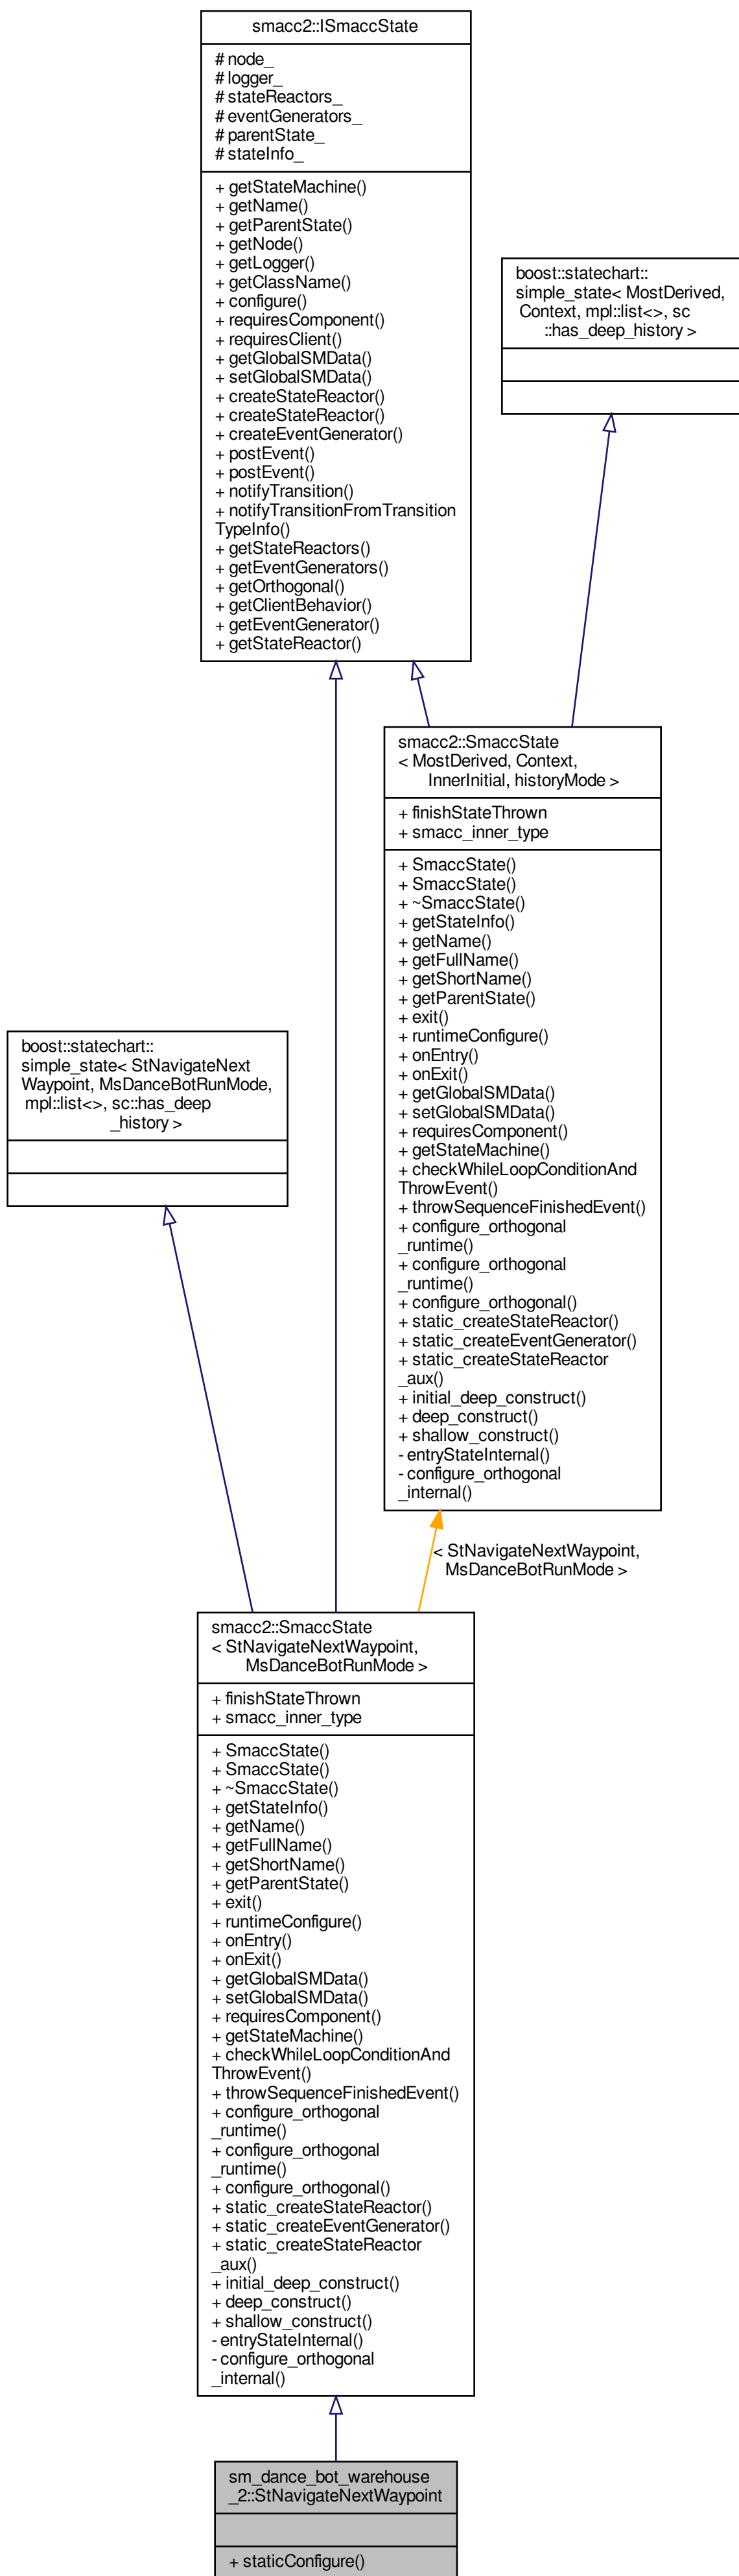 smacc2::ISmaccState
# node_
# logger_
# stateReactors_
# eventGenerators_
# parentState_
# stateInfo_
+ getStateMachine()
+ getName()
+ getParentState()
+ getNode()
+ getLogger()
+ getClassName()
+ configure()
+ requiresComponent()
+ requiresClient()
+ getGlobalSMData()
+ setGlobalSMData()
+ createStateReactor()
+ createStateReactor()
+ createEventGenerator()
+ postEvent()
+ postEvent()
+ notifyTransition()
+ notifyTransitionFromTransition
TypeInfo()
+ getStateReactors()
+ getEventGenerators()
+ getOrthogonal()
+ getClientBehavior()
+ getEventGenerator()
+ getStateReactor()
boost::statechart::
simple_state< MostDerived,
Context, mpl::list<>, sc
::has_deep_history >
smacc2::SmaccState
< MostDerived, Context,
InnerInitial, historyMode >
+ finishStateThrown
+ smacc_inner_type
+ SmaccState()
+ SmaccState()
+ ~SmaccState()
+ getStateInfo()
+ getName()
+ getFullName()
+ getShortName()
+ getParentState()
+ exit()
+ runtimeConfigure()
+ onEntry()
+ onExit()
+ getGlobalSMData()
+ setGlobalSMData()
+ requiresComponent()
+ getStateMachine()
+ checkWhileLoopConditionAnd
ThrowEvent()
+ throwSequenceFinishedEvent()
+ configure_orthogonal
_runtime()
+ configure_orthogonal
_runtime()
+ configure_orthogonal()
+ static_createStateReactor()
+ static_createEventGenerator()
+ static_createStateReactor
_aux()
+ initial_deep_construct()
+ deep_construct()
+ shallow_construct()
- entryStateInternal()
- configure_orthogonal
_internal()
boost::statechart::
simple_state< StNavigateNext
Waypoint, MsDanceBotRunMode,
mpl::list<>, sc::has_deep
_history >
< StNavigateNextWaypoint,
MsDanceBotRunMode >
smacc2::SmaccState
< StNavigateNextWaypoint,
MsDanceBotRunMode >
+ finishStateThrown
+ smacc_inner_type
+ SmaccState()
+ SmaccState()
+ ~SmaccState()
+ getStateInfo()
+ getName()
+ getFullName()
+ getShortName()
+ getParentState()
+ exit()
+ runtimeConfigure()
+ onEntry()
+ onExit()
+ getGlobalSMData()
+ setGlobalSMData()
+ requiresComponent()
+ getStateMachine()
+ checkWhileLoopConditionAnd
ThrowEvent()
+ throwSequenceFinishedEvent()
+ configure_orthogonal
_runtime()
+ configure_orthogonal
_runtime()
+ configure_orthogonal()
+ static_createStateReactor()
+ static_createEventGenerator()
+ static_createStateReactor
_aux()
+ initial_deep_construct()
+ deep_construct()
+ shallow_construct()
- entryStateInternal()
- configure_orthogonal
_internal()
sm_dance_bot_warehouse
_2::StNavigateNextWaypoint
+ staticConfigure()